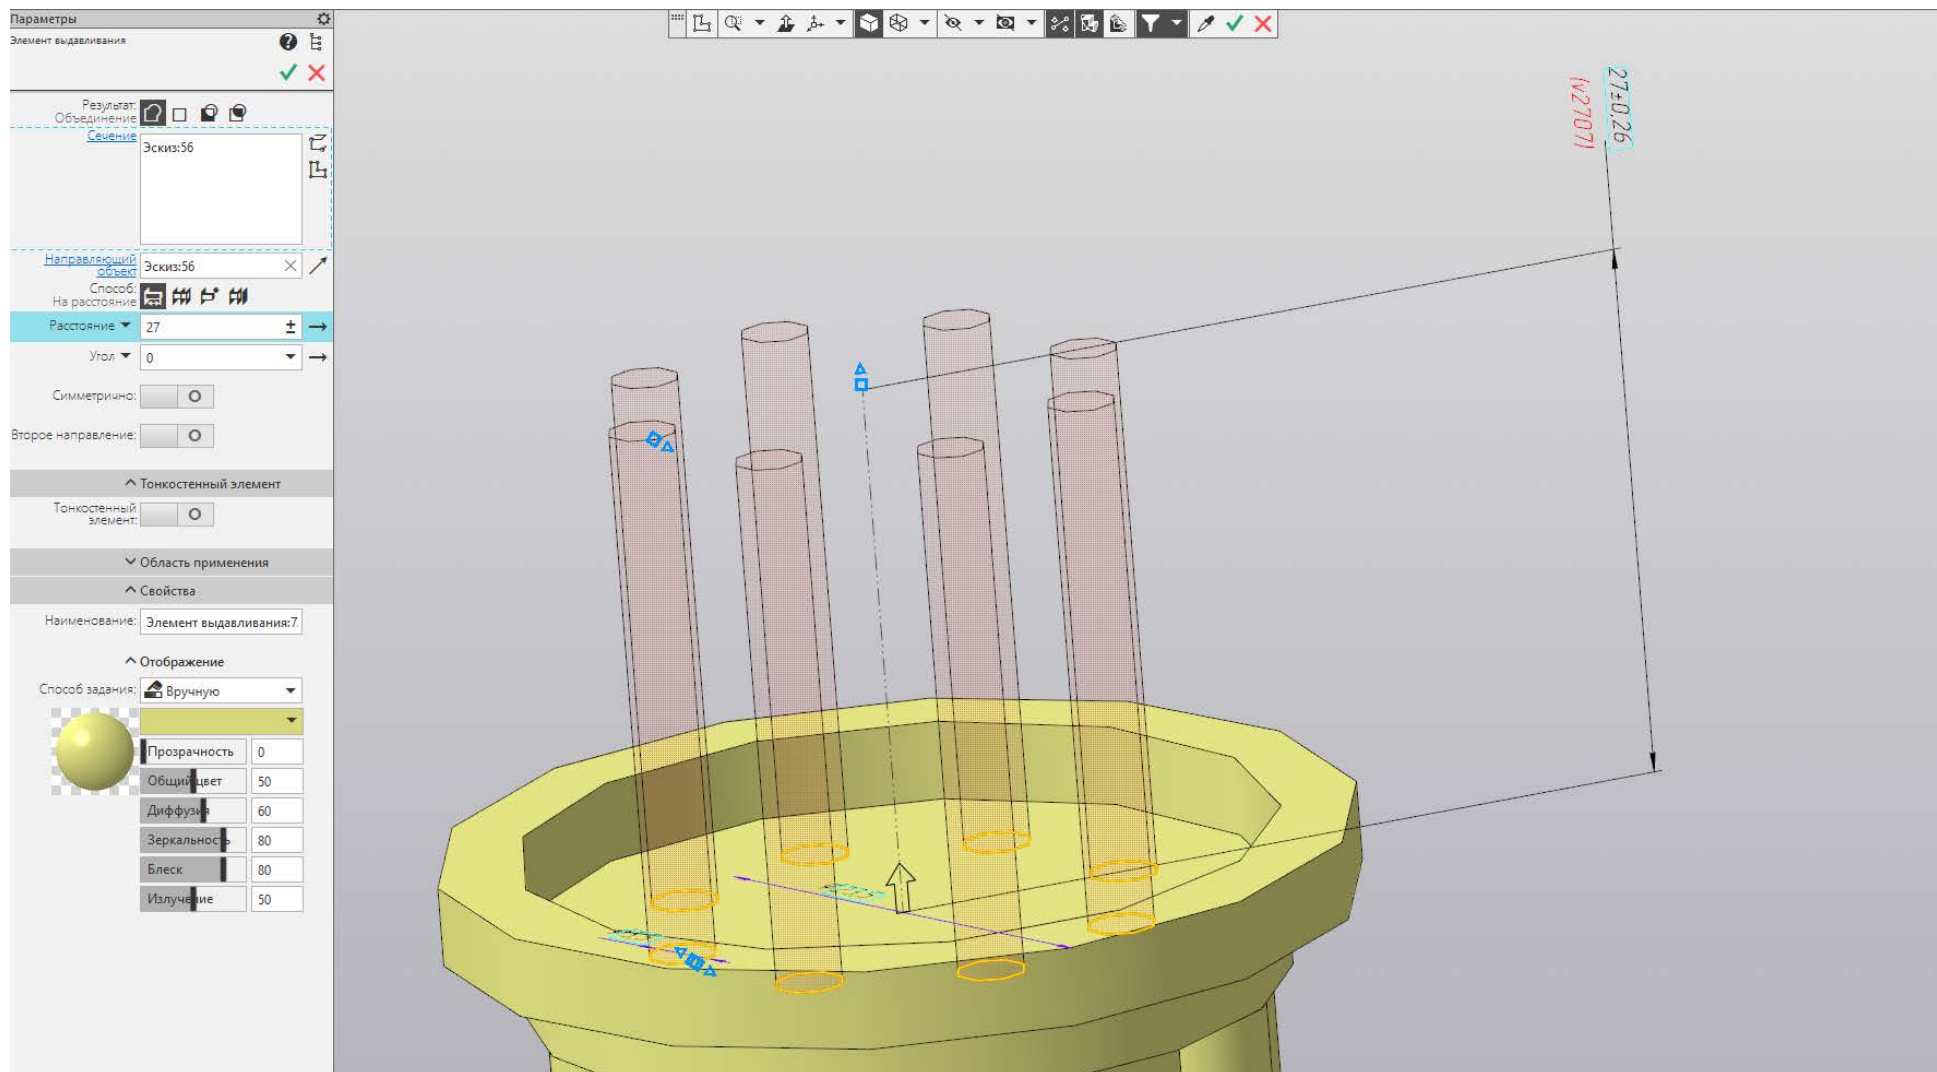 Параметры
Элемент выдавливания
Результат:
Объединение
Сечение
Эскиз:56
Направляющий
объект
Эскиз:56
Способ:
На расстояние
Расстояние
27
Угол
0
Симметрично:
Второе направление:
Тонкостенный элемент
Тонкостенный
элемент:
Область применения
Свойства
Наименование:
Элемент выдавливания:7
Отображение
Способ задания:
Вручную
Прозрачность
0
Общий цвет
50
Диффузия
60
Зеркальность
80
Блеск
80
Излучение
50
27±0,26
(v2707)